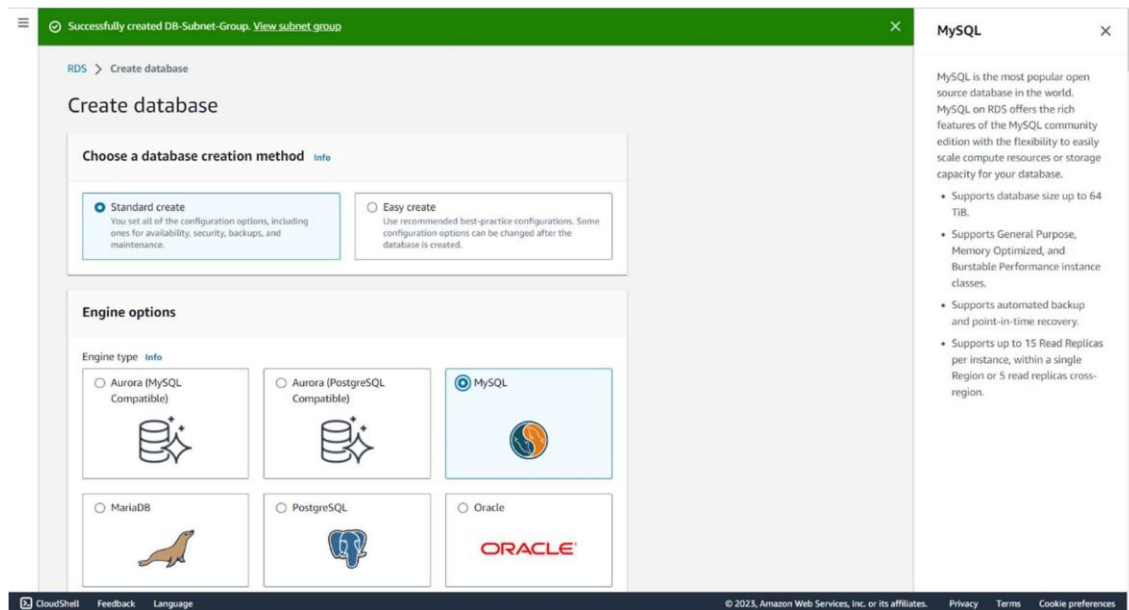 Successfully created DB-Subnet-Group. View subnet group
RDS > Create database
Create database
Choose a database creation method Info
Standard create
You set all of the configuration options, including
ones for availability, security, backups, and
maintenance.
Easy create
Use recommended best-practice configurations. Some
configuration options can be changed after the
database is created.
Engine options
Engine type Info
Aurora (MySQL
Compatible)
Aurora (PostgreSQL
Compatible)
MySQL
MariaDB
PostgreSQL
Oracle
ORACLE
MySQL
MySQL is the most popular open
source database in the world.
MySQL on RDS offers the rich
features of the MySQL community
edition with the flexibility to easily
scale compute resources or storage
capacity for your database.
• Supports database size up to 64
TiB.
• Supports General Purpose,
Memory Optimized, and
Burstable Performance instance
classes.
• Supports automated backup
and point-in-time recovery.
• Supports up to 15 Read Replicas
per instance, within a single
Region or 5 read replicas cross-
region.
CloudShell Feedback Language © 2023, Amazon Web Services, Inc. or its affiliates. Privacy Terms Cookie preferences